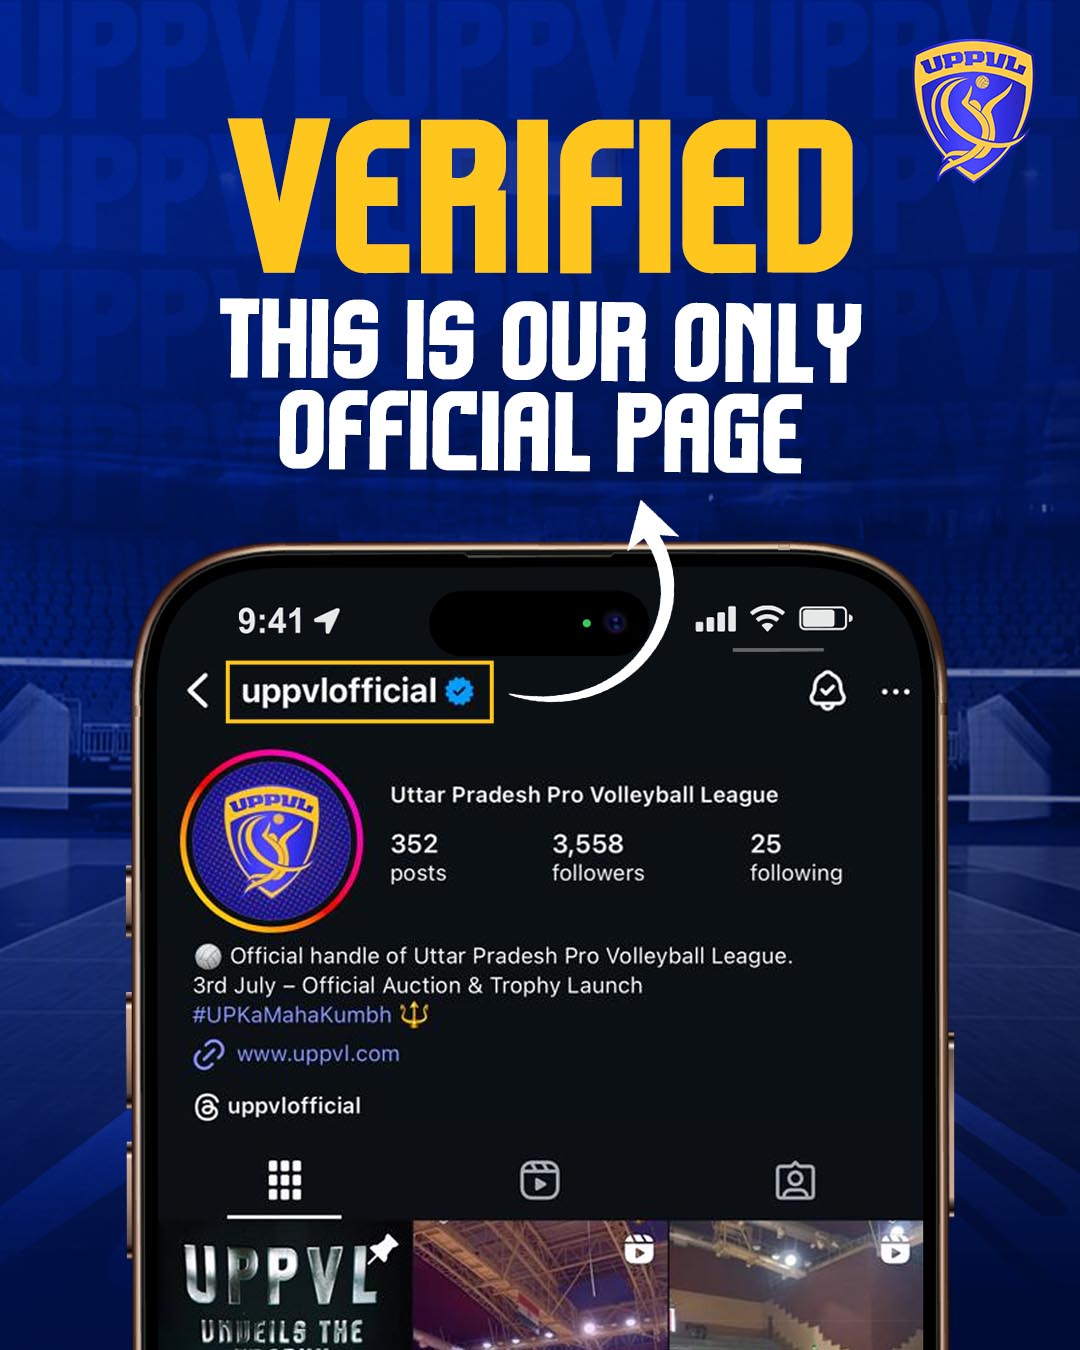 UPPVL
VERIFIED
THIS IS OUR ONLY
OFFICIAL PAGE
9:41
uppvlofficial
UPPVL
Uttar Pradesh Pro Volleyball League
352 3,558 25
posts followers following
Official handle of Uttar Pradesh Pro Volleyball League.
3rd July – Official Auction & Trophy Launch
#UPKaMahaKumbh
www.uppvl.com
uppvlofficial
UPPVL
UNVEILS THE
TROPHY